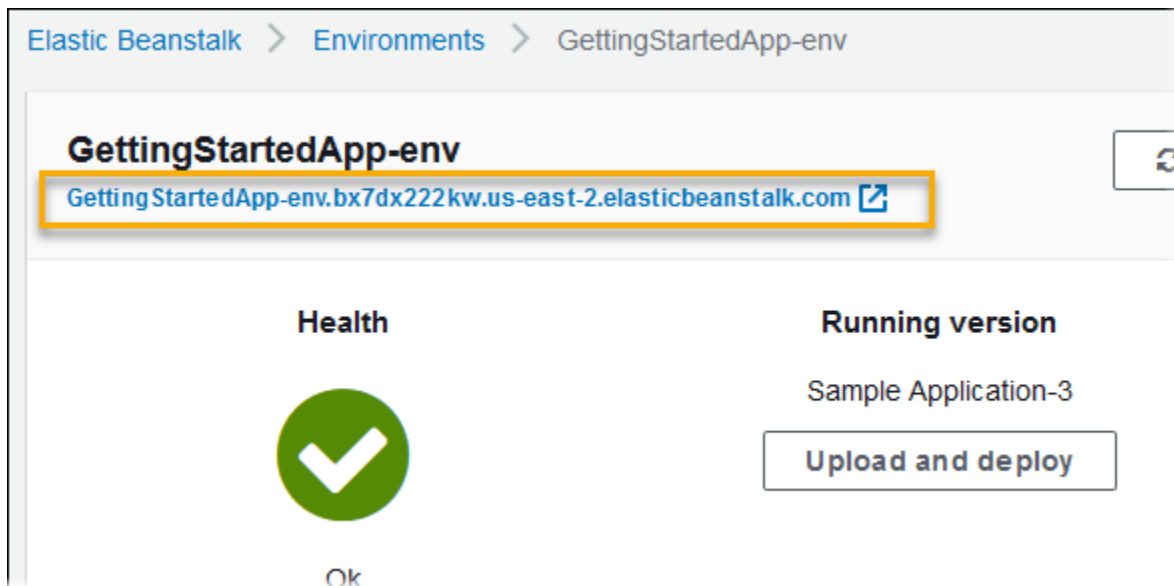 Elastic Beanstalk > Environments > GettingStartedApp-env
GettingStartedApp-env
GettingStartedApp-env.bx7dx222kw.us-east-2.elasticbeanstalk.com
Health
Running version
Sample Application-3
Upload and deploy
Ok